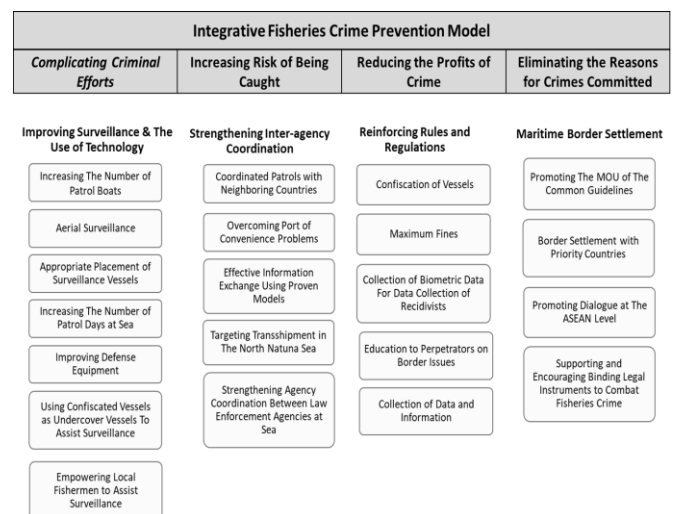 Integrative Fisheries Crime Prevention Model
Complicating Criminal
Efforts
Increasing Risk of Being
Caught
Reducing the Profits of
Crime
Eliminating the Reasons
for Crimes Committed
Improving Surveillance & The
Use of Technology
Increasing The Number of
Patrol Boats
Aerial Surveillance
Appropriate Placement of
Surveillance Vessels
Increasing The Number of
Patrol Days at Sea
Improving Defense
Equipment
Using Confiscated Vessels
as Undercover Vessels To
Assist Surveillance
Empowering Local
Fishermen to Assist
Surveillance
Strengthening Inter-agency
Coordination
Coordinated Patrols with
Neighboring Countries
Overcoming Port of
Convenience Problems
Effective Information
Exchange Using Proven
Models
Targeting Transshipment in
The North Natuna Sea
Strengthening Agency
Coordination Between Law
Enforcement Agencies at
Sea
Reinforcing Rules and
Regulations
Confiscation of Vessels
Maximum Fines
Collection of Biometric Data
For Data Collection of
Recidivists
Education to Perpetrators on
Border Issues
Collection of Data and
Information
Maritime Border Settlement
Promoting The MOU of The
Common Guidelines
Border Settlement with
Priority Countries
Promoting Dialogue at The
ASEAN Level
Supporting and
Encouraging Binding Legal
Instruments to Combat
Fisheries Crime